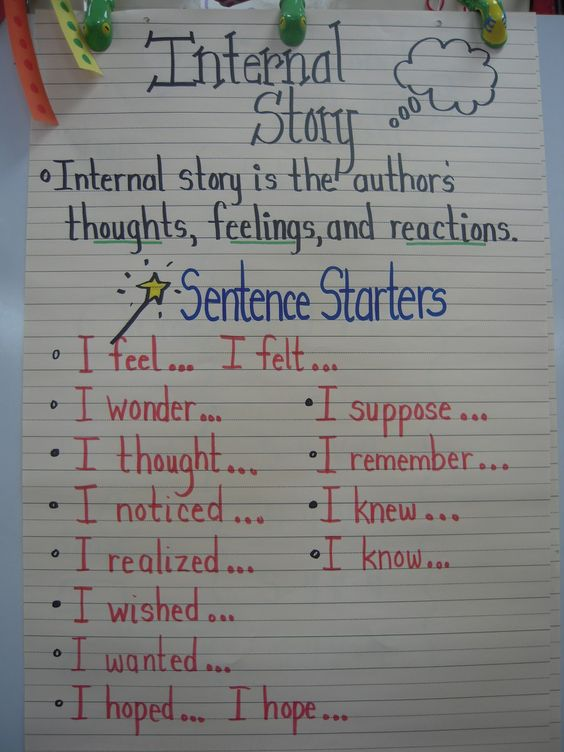 Internal
Story
Internal story is the author's
thoughts, feelings, and reactions.
Sentence Starters
I feel... I felt...
I wonder... I suppose...
I thought... I remember...
I noticed... I knew...
I realized... I know...
I wished...
I wanted...
I hoped... I hope...